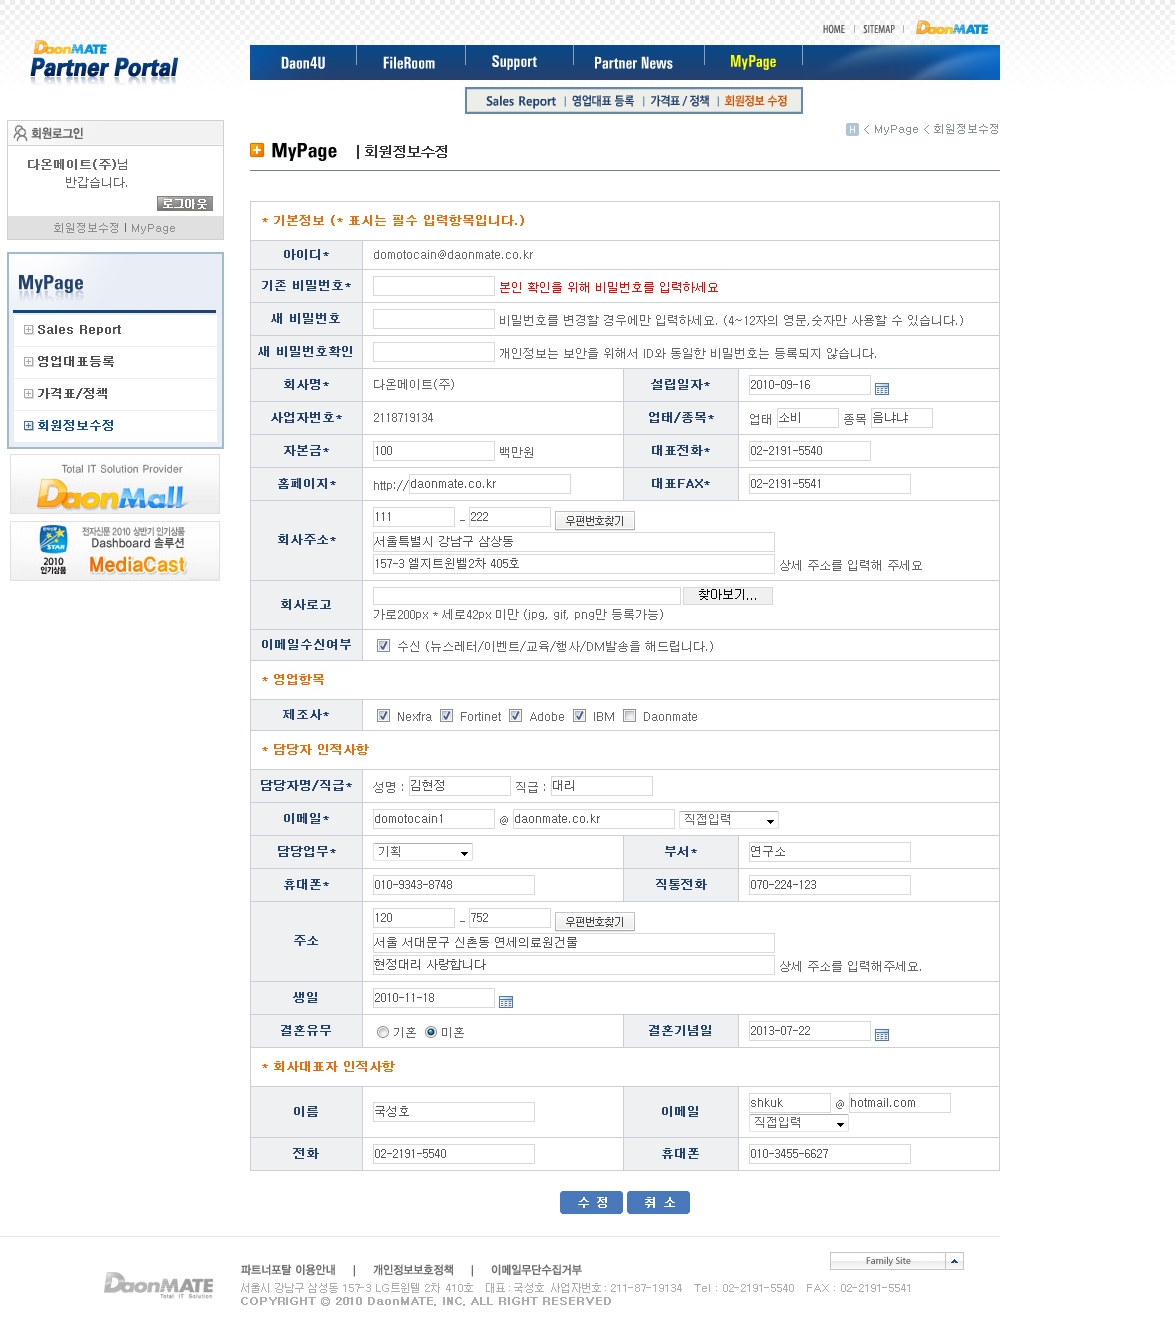 HOME | SITEMAP | DaonMATE
DaonMATE
Partner Portal
Daon4U FileRoom Support Partner News MyPage
Sales Report | 영업대표 등록 | 가격표 / 정책 | 회원정보 수정
H < MyPage < 회원정보수정
회원로그인
다온메이트(주)님
반갑습니다.
로그아웃
회원정보수정 | MyPage
MyPage
Sales Report
영업대표등록
가격표/정책
회원정보수정
Total IT Solution Provider
DaonMall
전자신문 2010 상반기 인기상품
Dashboard 솔루션
MediaCast
STAR
2010
인기상품
MyPage | 회원정보수정
* 기본정보 (* 표시는 필수 입력항목입니다.)
아이디* domotocain@daonmate.co.kr
기존 비밀번호* 본인 확인을 위해 비밀번호를 입력하세요
새 비밀번호 비밀번호를 변경할 경우에만 입력하세요. (4~12자의 영문,숫자만 사용할 수 있습니다.)
새 비밀번호확인 개인정보는 보안을 위해서 ID와 동일한 비밀번호는 등록되지 않습니다.
회사명* 다온메이트(주) 설립일자* 2010-09-16
사업자번호* 2118719134 업태/종목* 업태 소비 종목 음냐냐
자본금* 100 백만원 대표전화* 02-2191-5540
홈페이지* http://daonmate.co.kr 대표FAX* 02-2191-5541
회사주소* 111 - 222 우편번호찾기
서울특별시 강남구 삼상동
157-3 엘지트윈벨2차 405호 상세 주소를 입력해 주세요
회사로고 찾아보기...
가로200px * 세로42px 미만 (jpg, gif, png만 등록가능)
이메일수신여부 수신 (뉴스레터/이벤트/교육/행사/DM발송을 해드립니다.)
* 영업항목
제조사* Nexfra Fortinet Adobe IBM Daonmate
* 담당자 인적사항
담당자명/직급* 성명 : 김현정 직급 : 대리
이메일* domotocain1 @ daonmate.co.kr 직접입력
담당업무* 기획 부서* 연구소
휴대폰* 010-9343-8748 직통전화 070-224-123
주소 120 - 752 우편번호찾기
서울 서대문구 신촌동 연세의료원건물
현정대리 사랑합니다 상세 주소를 입력해주세요.
생일 2010-11-18
결혼유무 기혼 미혼 결혼기념일 2013-07-22
* 회사대표자 인적사항
이름 국성호 이메일 shkuk @ hotmail.com
직접입력
전화 02-2191-5540 휴대폰 010-3455-6627
수 정 취 소
파트너포탈 이용안내 | 개인정보보호정책 | 이메일무단수집거부
Family Site
DaonMATE
Total IT Solution
서울시 강남구 삼성동 157-3 LG트윈텔 2차 410호 대표 : 국성호 사업자번호 : 211-87-19134 Tel : 02-2191-5540 FAX : 02-2191-5541
COPYRIGHT © 2010 DaonMATE, INC, ALL RIGHT RESERVED